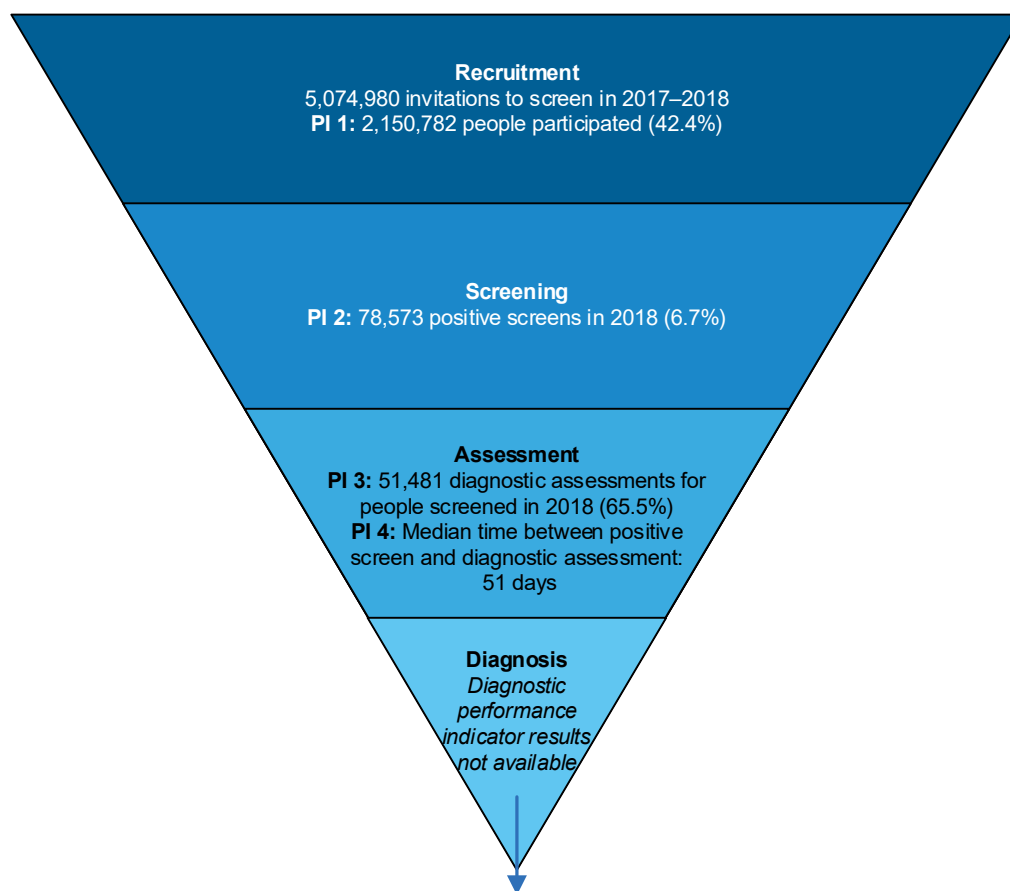 Recruitment
5,074,980 invitations to screen in 2017–2018
PI 1: 2,150,782 people participated (42.4%)
Screening
PI 2: 78,573 positive screens in 2018 (6.7%)
Assessment
PI 3: 51,481 diagnostic assessments for
people screened in 2018 (65.5%)
PI 4: Median time between positive
screen and diagnostic assessment:
51 days
Diagnosis
Diagnostic
performance
indicator results
not available